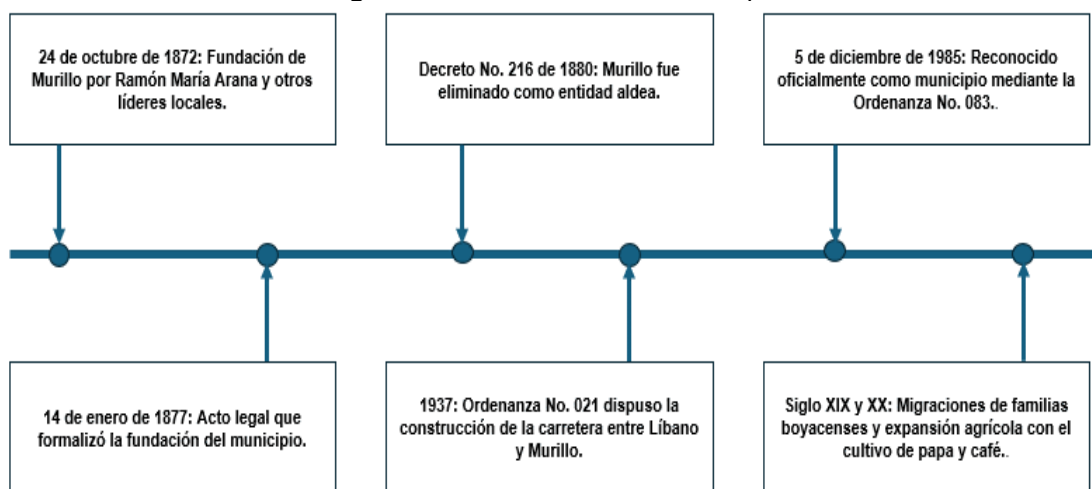 24 de octubre de 1872: Fundación de
Murillo por Ramón María Arana y otros
líderes locales.
Decreto No. 216 de 1880: Murillo fue
eliminado como entidad aldea.
5 de diciembre de 1985: Reconocido
oficialmente como municipio mediante la
Ordenanza No. 083..
14 de enero de 1877: Acto legal que
formalizó la fundación del municipio.
1937: Ordenanza No. 021 dispuso la
construcción de la carretera entre Líbano
y Murillo.
Siglo XIX y XX: Migraciones de familias
boyacenses y expansión agrícola con el
cultivo de papa y café..